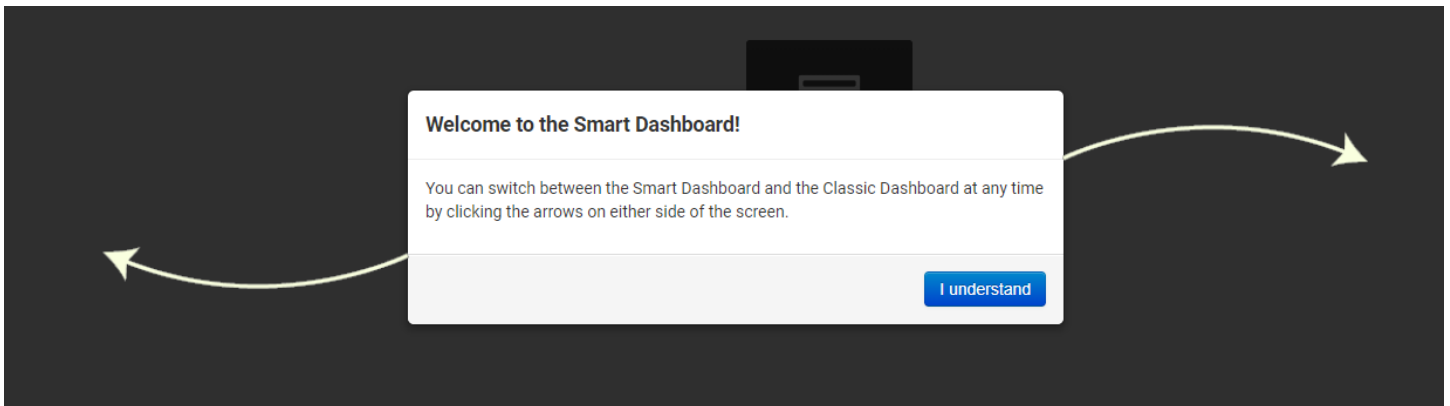 Welcome to the Smart Dashboard!
You can switch between the Smart Dashboard and the Classic Dashboard at any time
by clicking the arrows on either side of the screen.
I understand